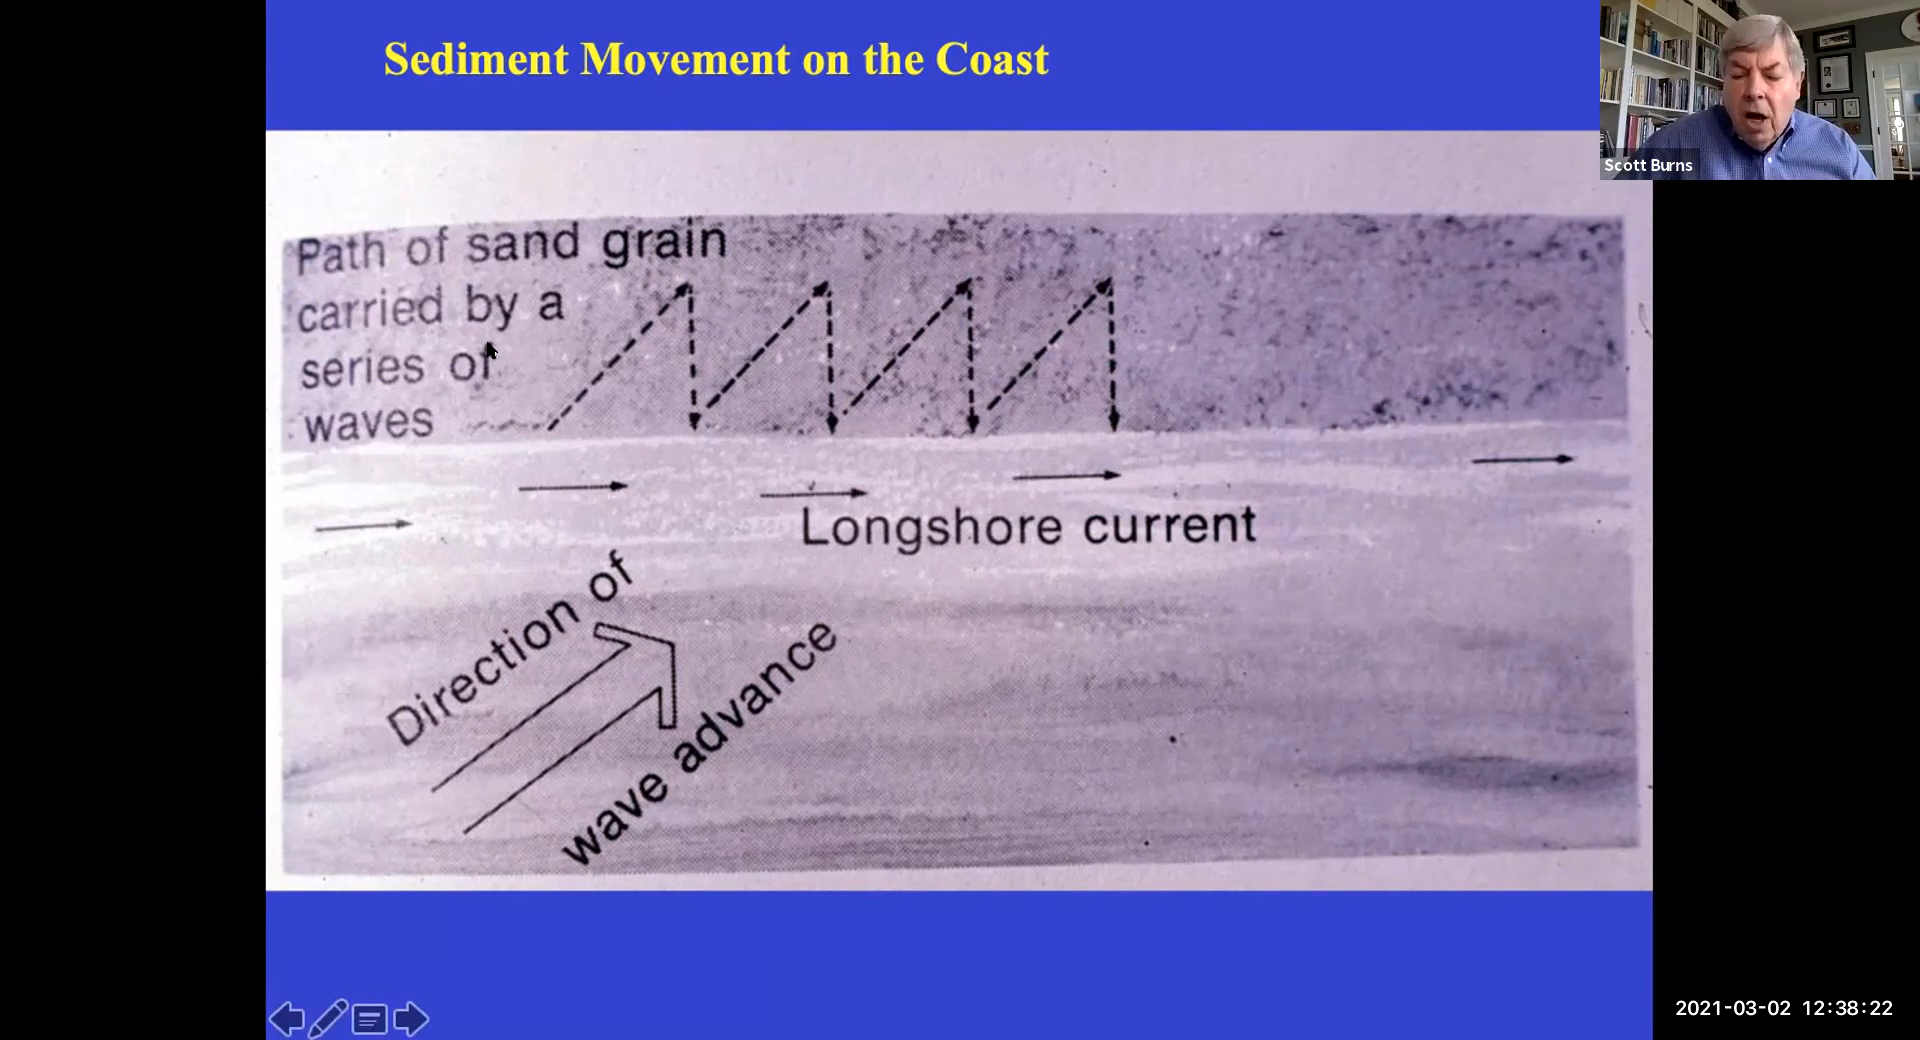 Sediment Movement on the Coast
Scott Burns
Path of sand grain
carried by a
series of
waves
Longshore current
Direction of
wave advance
2021-03-02 12:38:22